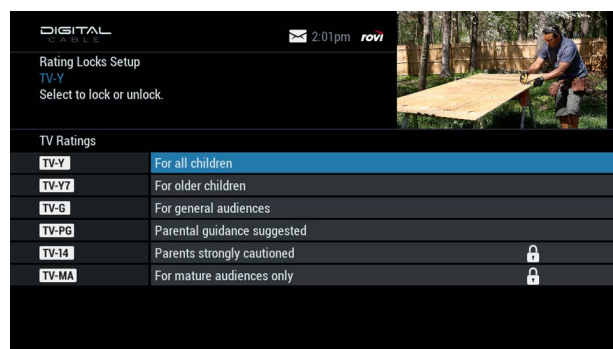 DIGITAL
CABLE
2:01pm rovi
Rating Locks Setup
TV-Y
Select to lock or unlock.
TV Ratings
TV-Y For all children
TV-Y7 For older children
TV-G For general audiences
TV-PG Parental guidance suggested
TV-14 Parents strongly cautioned
TV-MA For mature audiences only